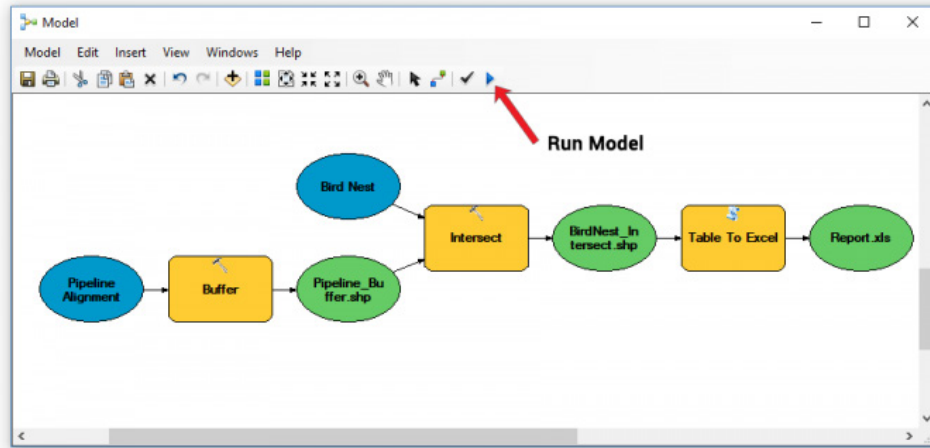 Model
Model Edit Insert View Windows Help
Run Model
Bird Nest
Intersect
BirdNest_In
tersect.shp
Table To Excel
Report.xls
Pipeline
Alignment
Buffer
Pipeline_Bu
ffer.shp